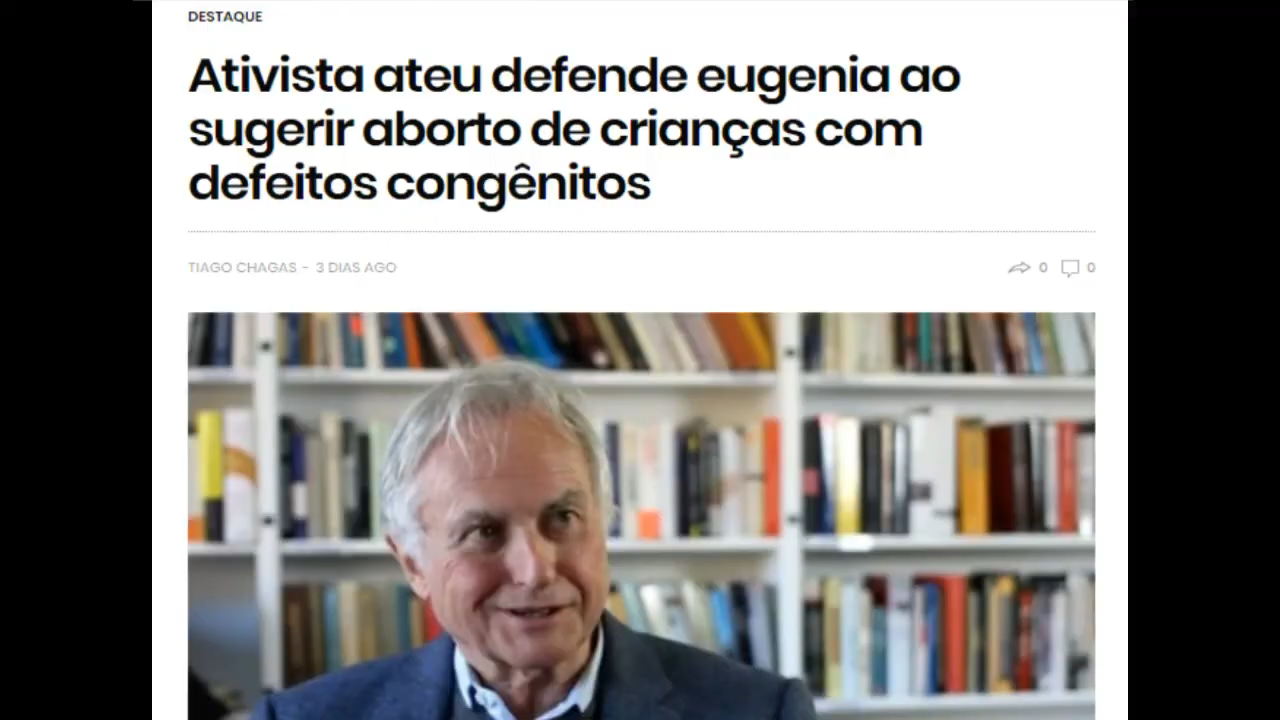 DESTAQUE
Ativista ateu defende eugenia ao
sugerir aborto de crianças com
defeitos congênitos
TIAGO CHAGAS - 3 DIAS AGO
0 0